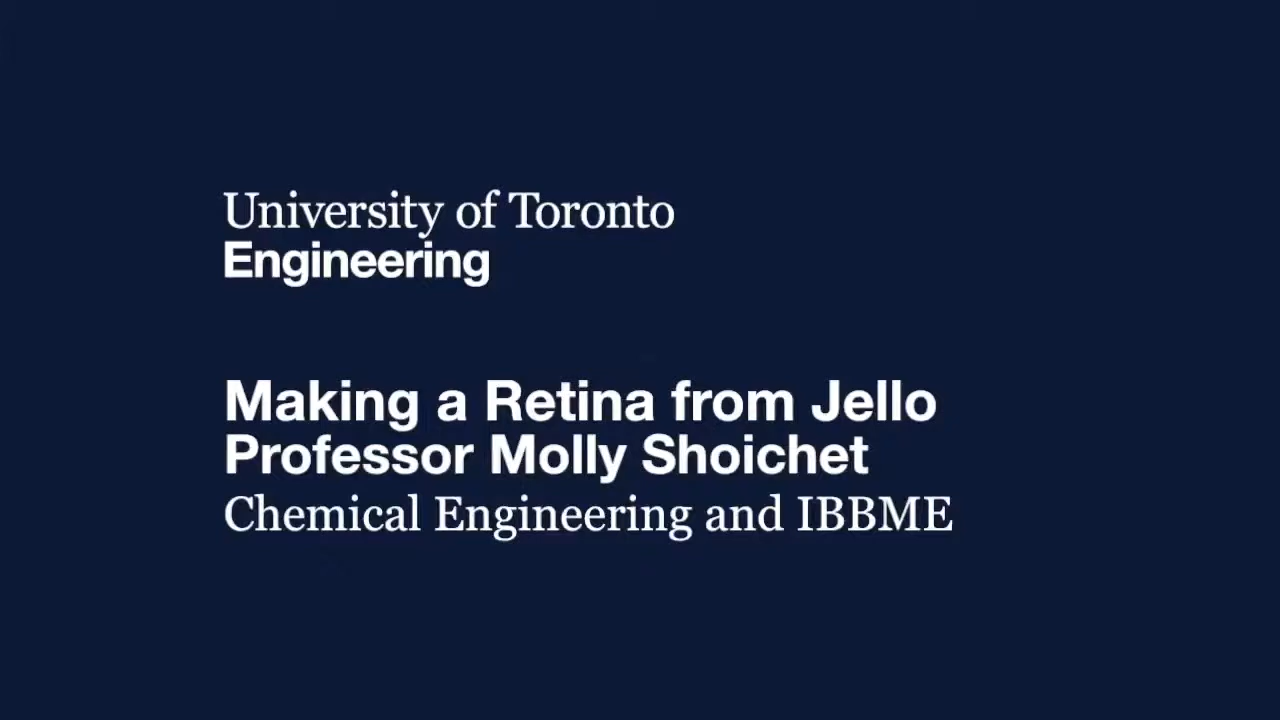 University of Toronto
Engineering
Making a Retina from Jello
Professor Molly Shoichet
Chemical Engineering and IBBME